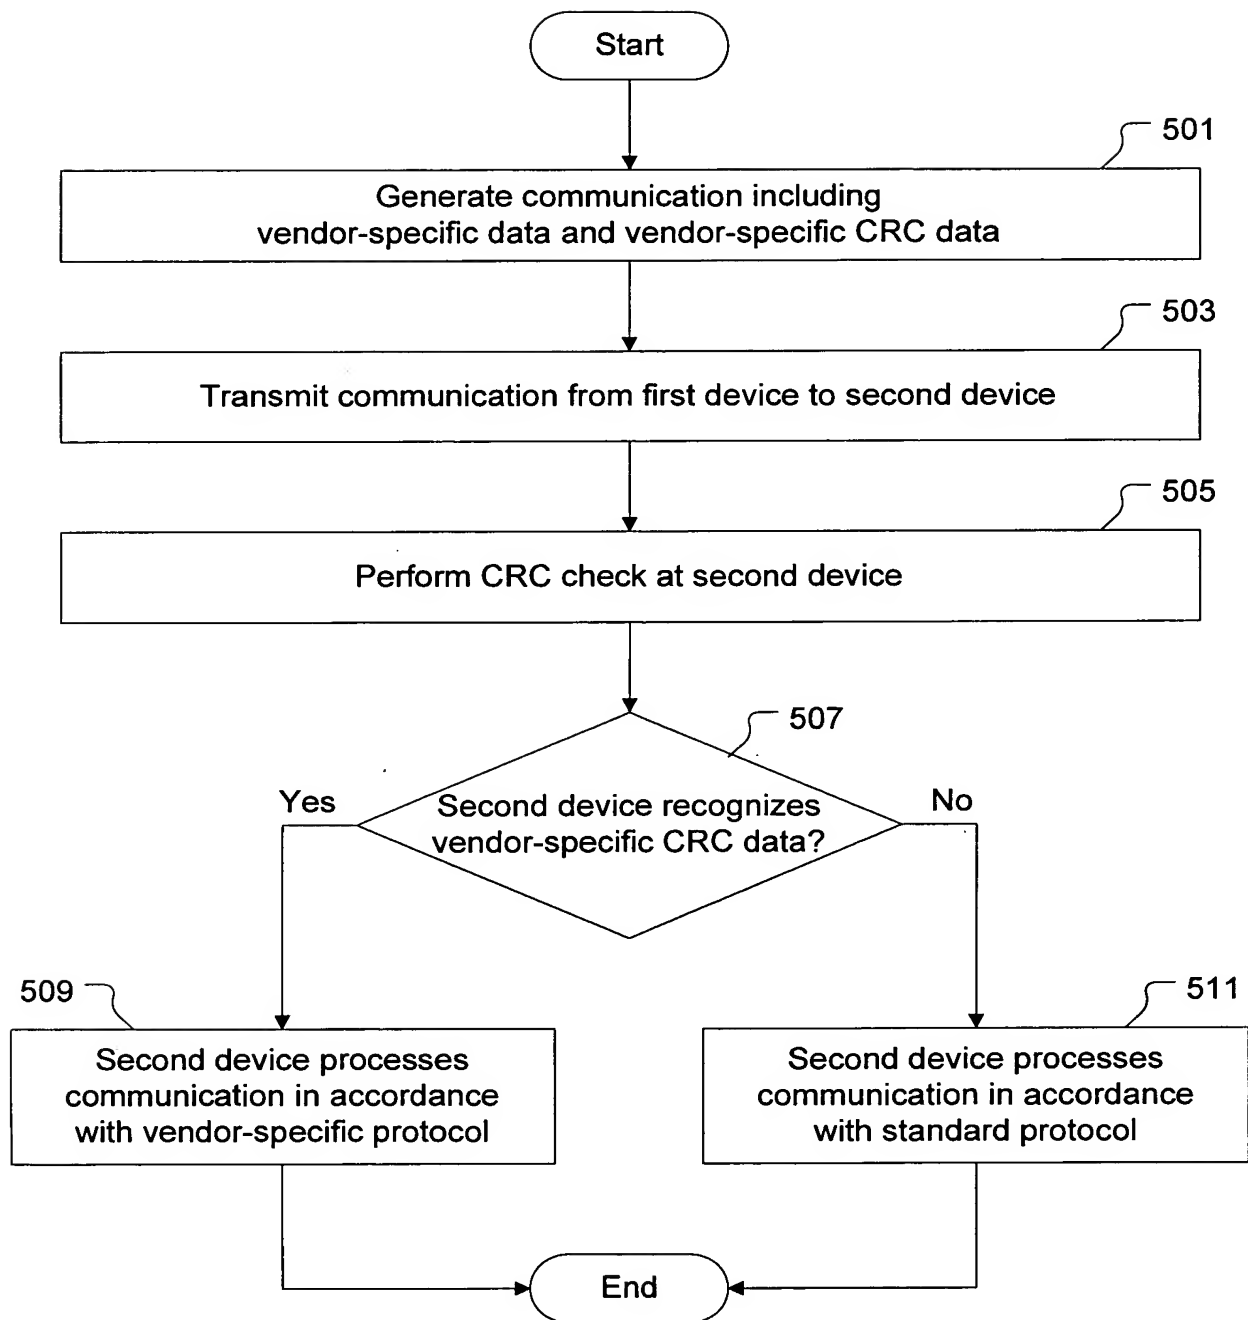 Start
501
Generate communication including
vendor-specific data and vendor-specific CRC data
503
Transmit communication from first device to second device
505
Perform CRC check at second device
507
Yes
No
Second device recognizes
vendor-specific CRC data?
509
511
Second device processes
communication in accordance
with vendor-specific protocol
Second device processes
communication in accordance
with standard protocol
End